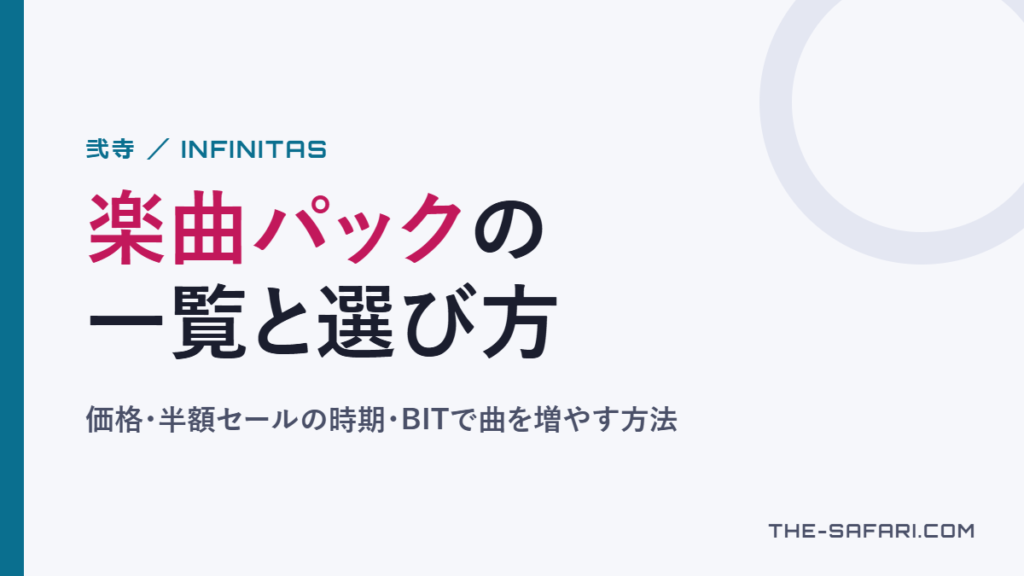 弐寺 ／ INFINITAS
楽曲パックの
一覧と選び方
価格・半額セールの時期・BITで曲を増やす方法
THE-SAFARI.COM